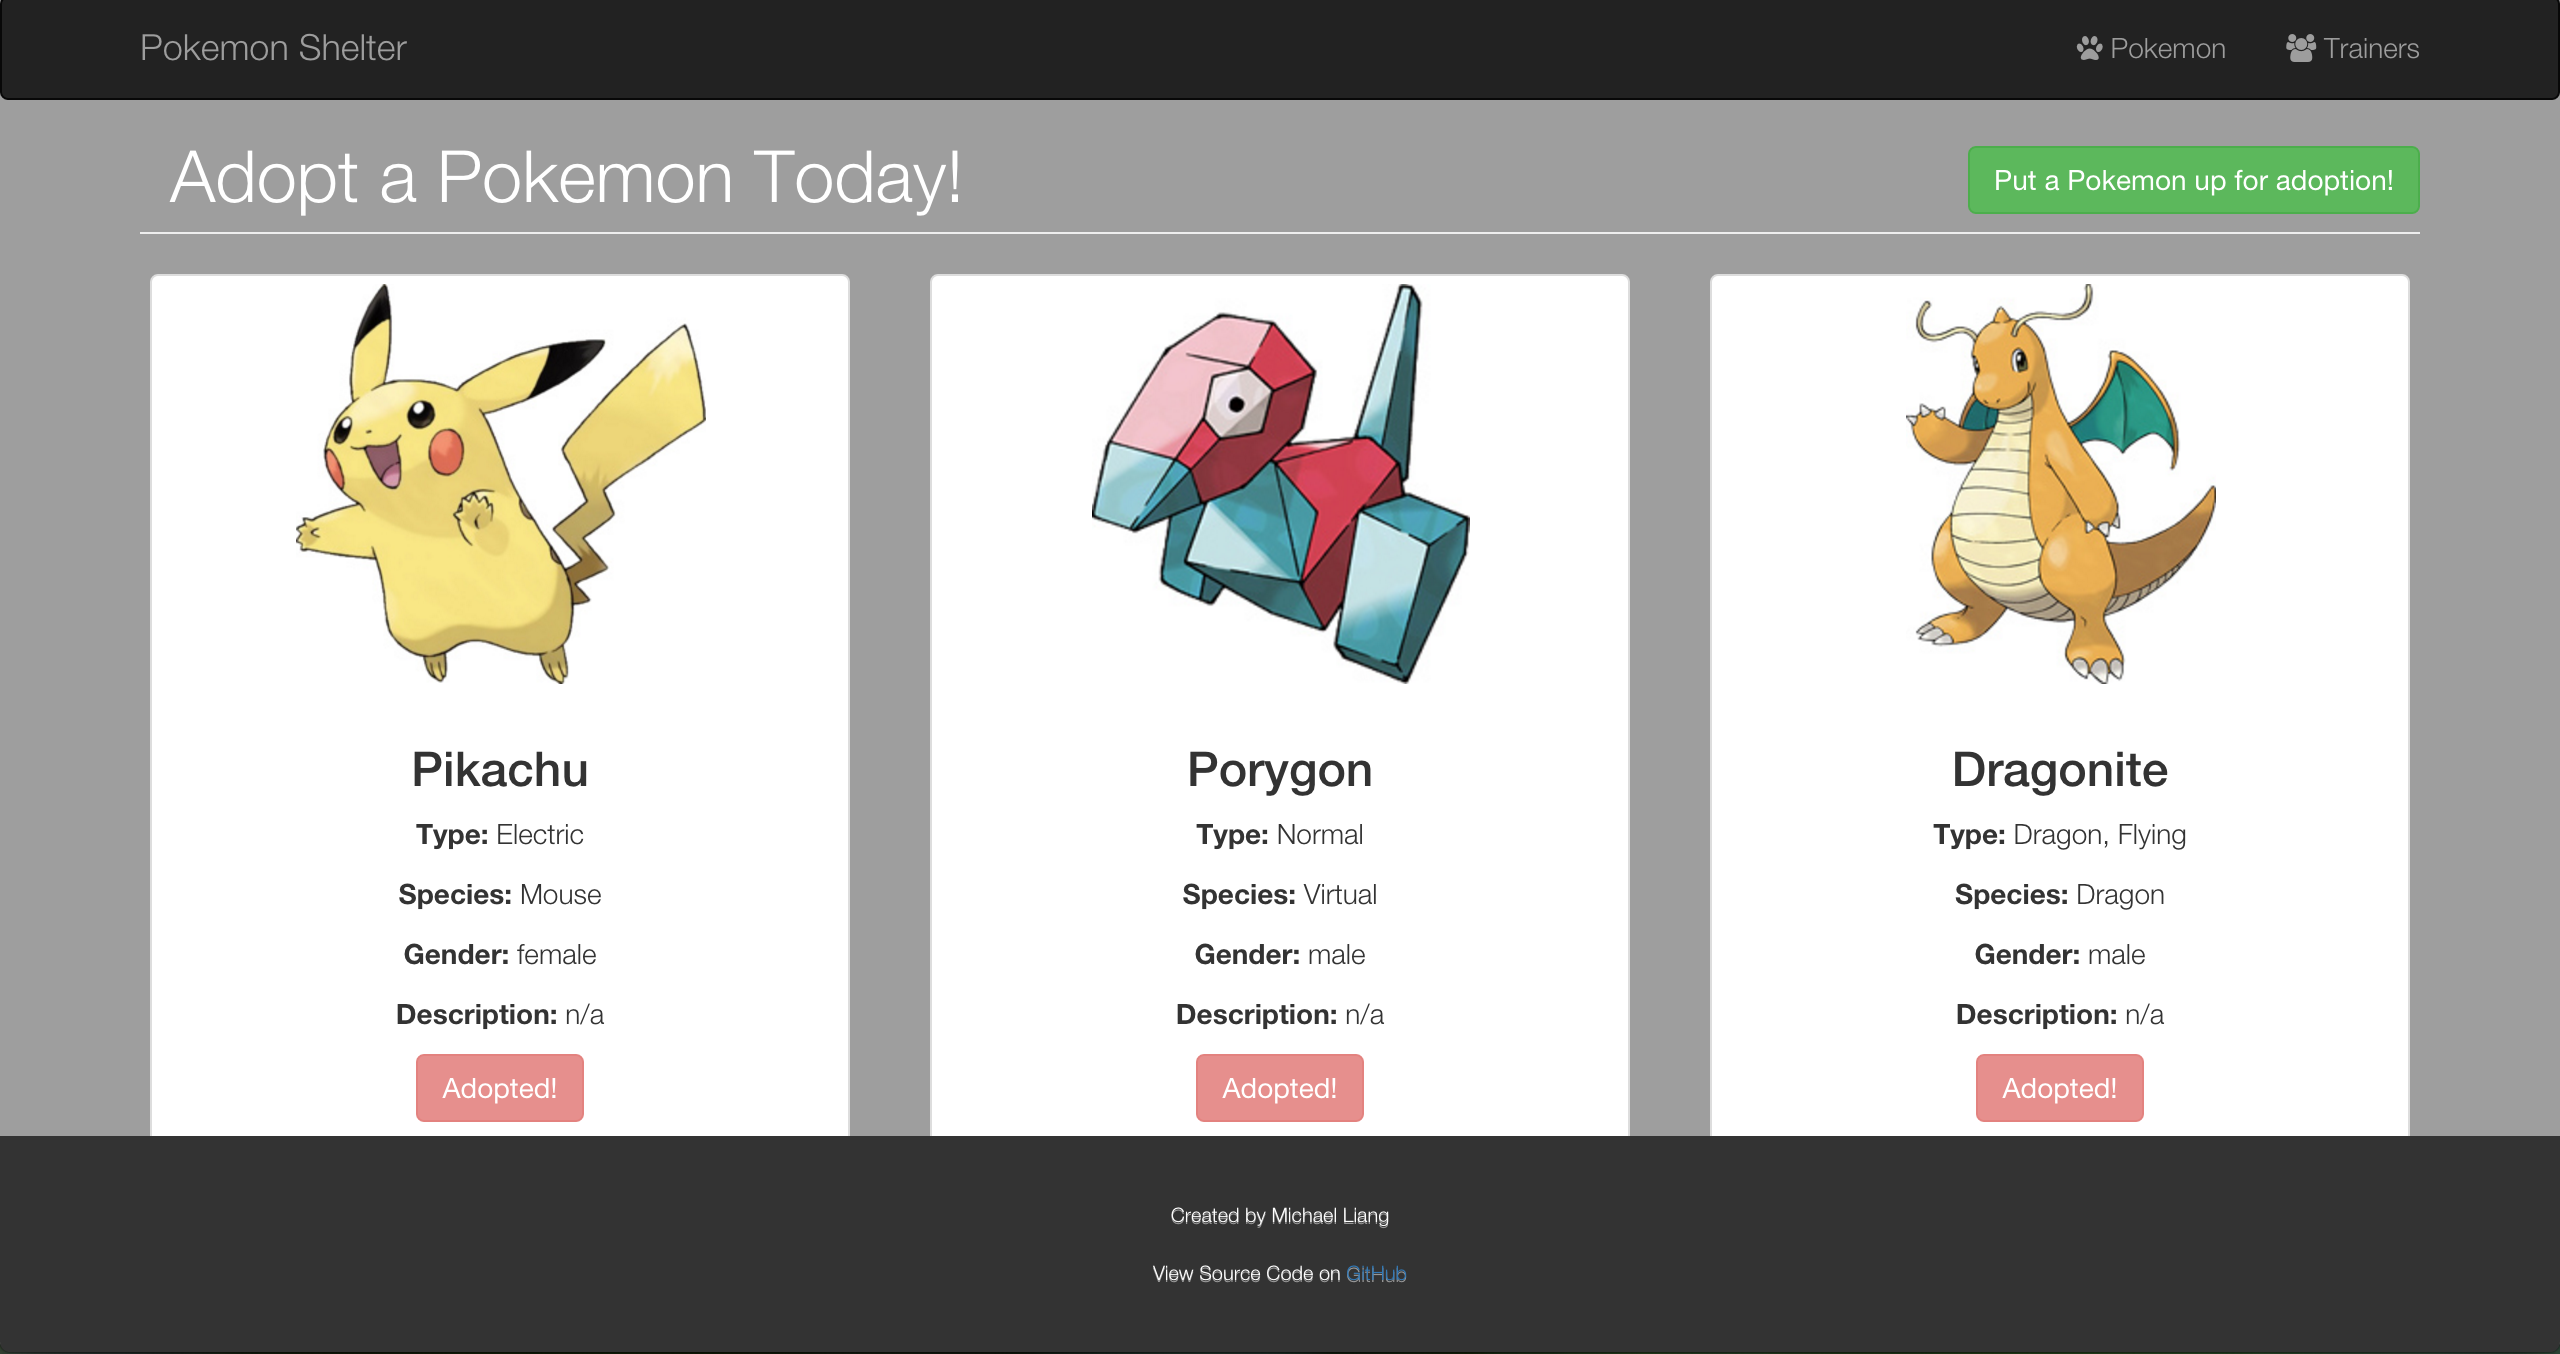 Pokemon Shelter
Pokemon
Trainers
Adopt a Pokemon Today!
Put a Pokemon up for adoption!
Pikachu
Type: Electric
Species: Mouse
Gender: female
Description: n/a
Adopted!
Porygon
Type: Normal
Species: Virtual
Gender: male
Description: n/a
Adopted!
Dragonite
Type: Dragon, Flying
Species: Dragon
Gender: male
Description: n/a
Adopted!
Created by Michael Liang
View Source Code on GitHub